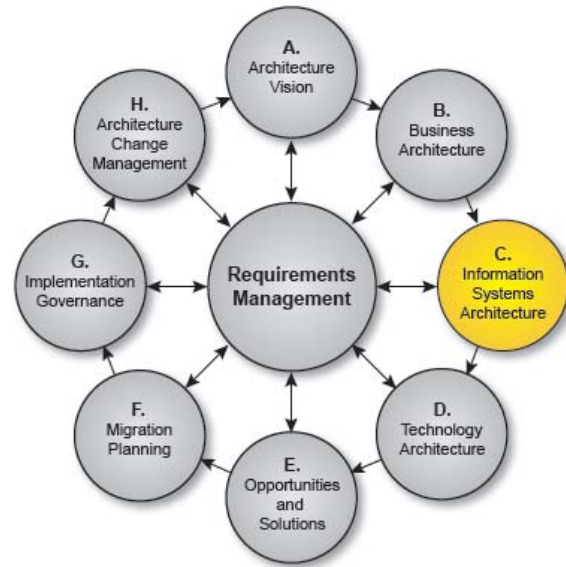 A.
Architecture
Vision
B.
Business
Architecture
C.
Information
Systems
Architecture
D.
Technology
Architecture
E.
Opportunities
and
Solutions
F.
Migration
Planning
G.
Implementation
Governance
H.
Architecture
Change
Management
Requirements
Management